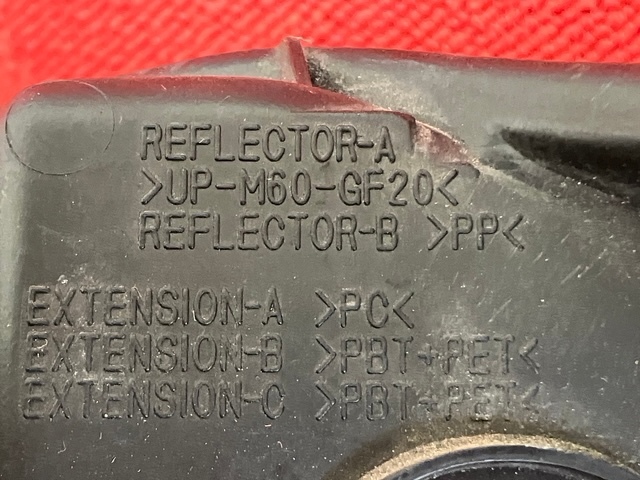 REFLECTOR-A
>UP-M60-GF20<
REFLECTOR-B >PP<
EXTENSION-A >PC<
EXTENSION-B >PBT+PET<
EXTENSION-C >PBT+PET<